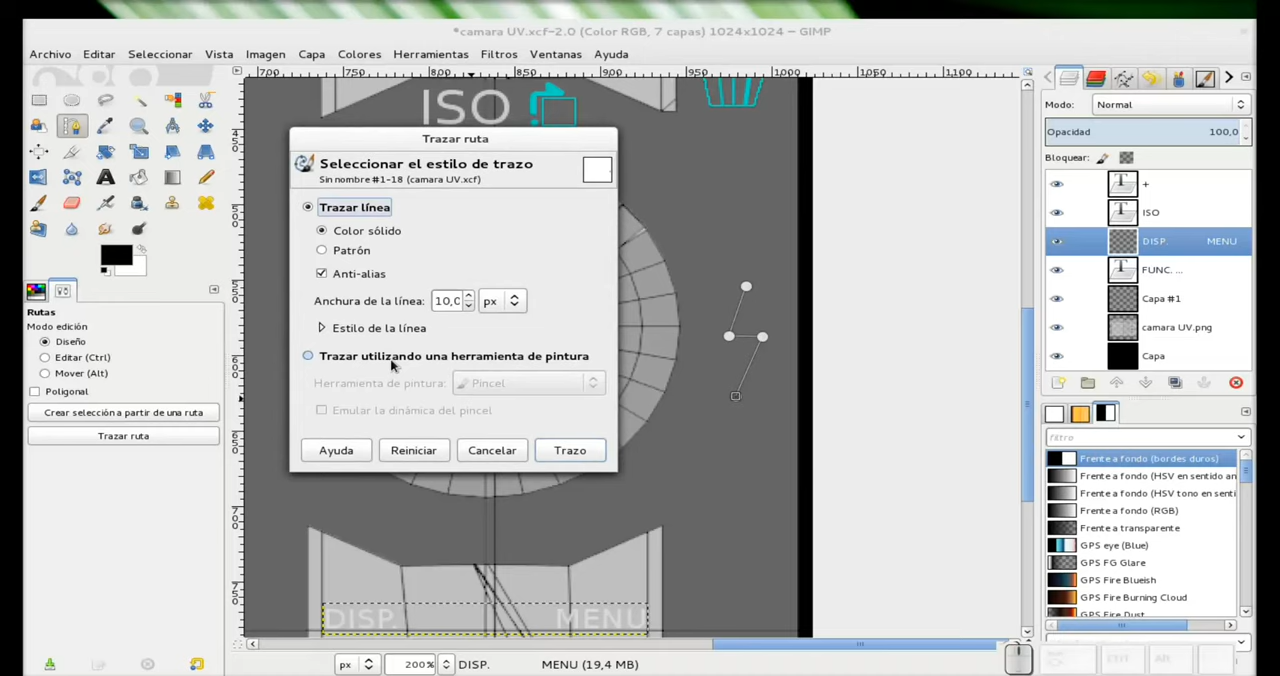 *camara UV.xcf-2.0 (Color RGB, 7 capas) 1024x1024 – GIMP
Archivo Editar Seleccionar Vista Imagen Capa Colores Herramientas Filtros Ventanas Ayuda
700 750 800 850 900 950 1000 1050 1100
ISO
Trazar ruta
Seleccionar el estilo de trazo
Sin nombre #1-18 (camara UV.xcf)
Trazar línea
Color sólido
Patrón
Anti-alias
Anchura de la línea: 10,0 px
Estilo de la línea
Trazar utilizando una herramienta de pintura
Herramienta de pintura: Pincel
Emular la dinámica del pincel
Ayuda Reiniciar Cancelar Trazo
DISP. MENU
Rutas
Modo edición
Diseño
Editar (Ctrl)
Mover (Alt)
Poligonal
Crear selección a partir de una ruta
Trazar ruta
Modo: Normal
Opacidad 100,0
Bloquear:
+
ISO
DISP. MENU
FUNC. ...
Capa #1
camara UV.png
Capa
filtro
Frente a fondo (bordes duros)
Frente a fondo (HSV en sentido an
Frente a fondo (HSV tono en senti
Frente a fondo (RGB)
Frente a transparente
GPS eye (Blue)
GPS FG Glare
GPS Fire Blueish
GPS Fire Burning Cloud
GPS Fire Dust
px 200% DISP. MENU (19,4 MB)
Ctrl Alt